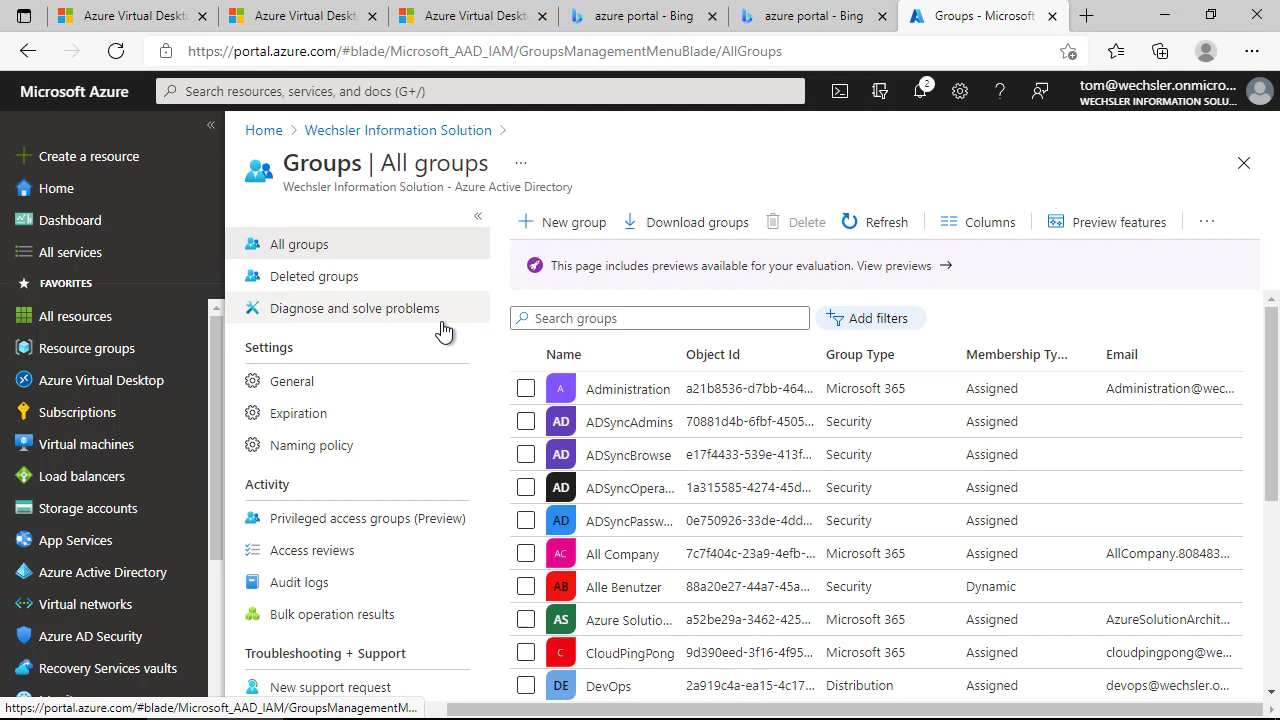 Azure Virtual Deskt
Azure Virtual Deskt
Azure Virtual Deskt
azure portal - Bing
azure portal - Bing
Groups - Microsoft
https://portal.azure.com/#blade/Microsoft_AAD_IAM/GroupsManagementMenuBlade/AllGroups
Microsoft Azure
Search resources, services, and docs (G+/)
2
tom@wechsler.onmicro...
WECHSLER INFORMATION SOLU...
Create a resource
Home
Dashboard
All services
FAVORITES
All resources
Resource groups
Azure Virtual Desktop
Subscriptions
Virtual machines
Load balancers
Storage accounts
App Services
Azure Active Directory
Virtual networks
Azure AD Security
Recovery Services vaults
Home > Wechsler Information Solution >
Groups | All groups ...
Wechsler Information Solution - Azure Active Directory
All groups
Deleted groups
Diagnose and solve problems
Settings
General
Expiration
Naming policy
Activity
Privileged access groups (Preview)
Access reviews
Audit logs
Bulk operation results
Troubleshooting + Support
New support request
New group Download groups Delete Refresh Columns Preview features ...
This page includes previews available for your evaluation. View previews →
Search groups Add filters
Name Object Id Group Type Membership Ty... Email
A Administration a21b8536-d7bb-464... Microsoft 365 Assigned Administration@wec...
AD ADSyncAdmins 70881d4b-6fbf-4505... Security Assigned
AD ADSyncBrowse e17f4433-539e-413f... Security Assigned
AD ADSyncOpera... 1a315585-4274-45d... Security Assigned
AD ADSyncPassw... 0e750926-33de-4dd... Security Assigned
AC All Company 7c7f404c-23a9-4efb-... Microsoft 365 Assigned AllCompany.808483...
AB Alle Benutzer 88a20e27-44a7-45a... Security Dynamic
AS Azure Solutio... a52be29a-3462-425... Microsoft 365 Assigned AzureSolutionArchit...
C CloudPingPong 9d390eed-3f16-4f95... Microsoft 365 Assigned cloudpingpong@we...
DE DevOps 2a919c4a-ea15-4c17... Distribution Assigned devops@wechsler.o...
https://portal.azure.com/#blade/Microsoft_AAD_IAM/GroupsManagementM...